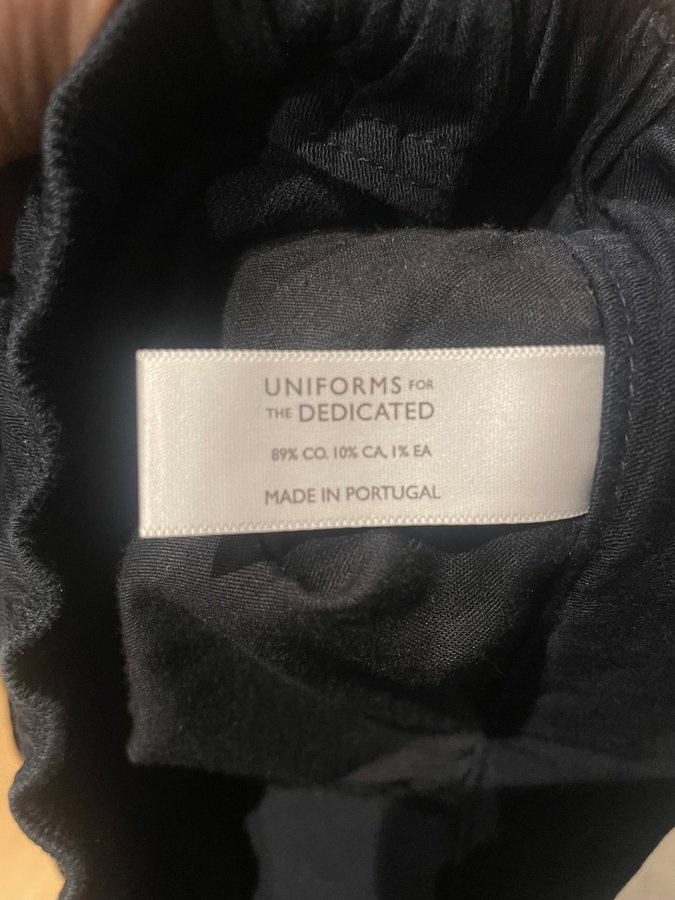 UNIFORMS FOR
THE DEDICATED
89% CO, 10% CA, 1% EA
MADE IN PORTUGAL